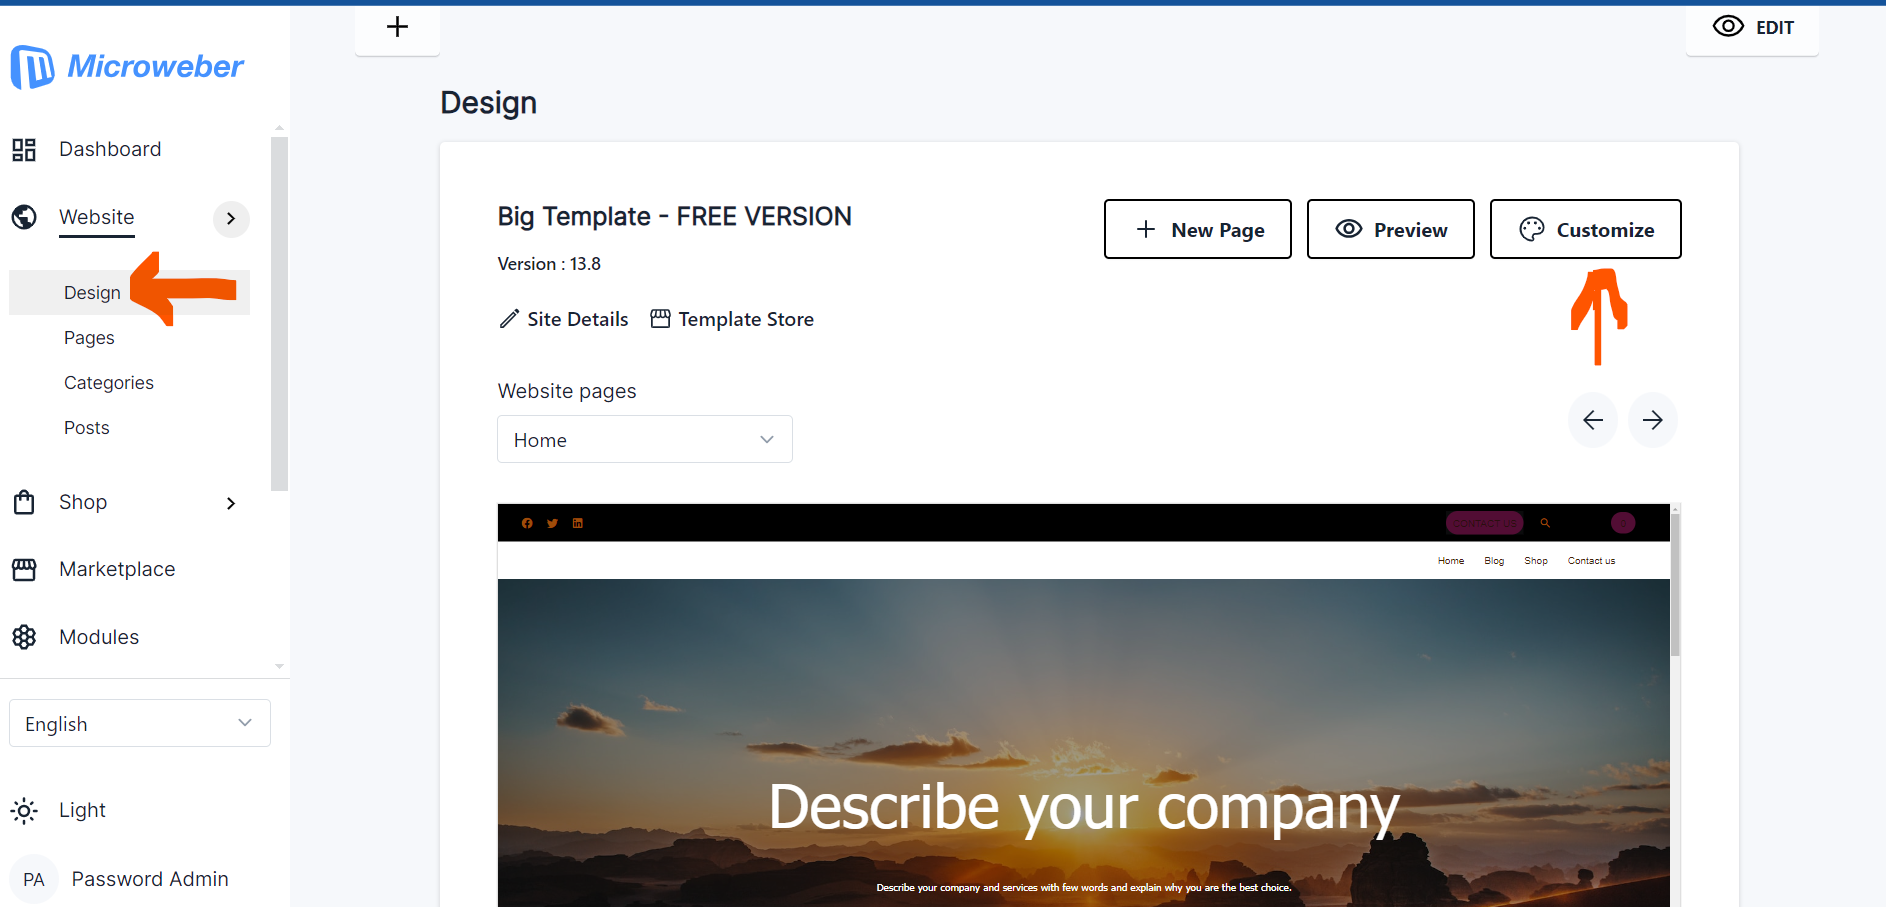 EDIT
Microweber
Dashboard
Website
Design
Pages
Categories
Posts
Shop
Marketplace
Modules
English
Light
PA Password Admin
Design
Big Template - FREE VERSION
Version : 13.8
New Page
Preview
Customize
Site Details
Template Store
Website pages
Home
CONTACT US
Home Blog Shop Contact us
Describe your company
Describe your company and services with few words and explain why you are the best choice.